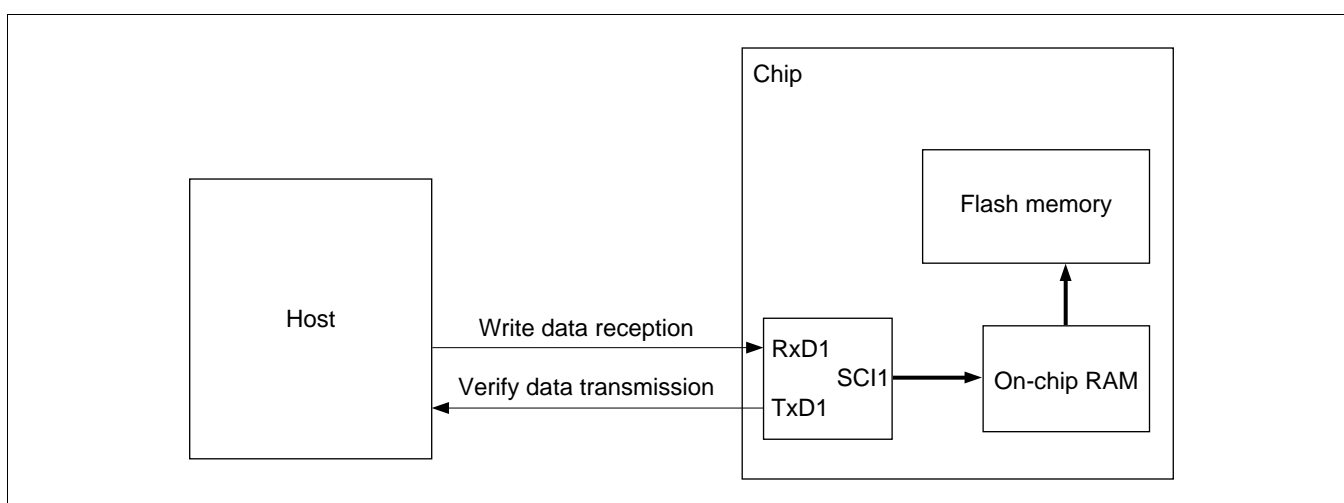 Chip
Flash memory
Host
Write data reception
RxD1
SCI1
On-chip RAM
Verify data transmission
TxD1